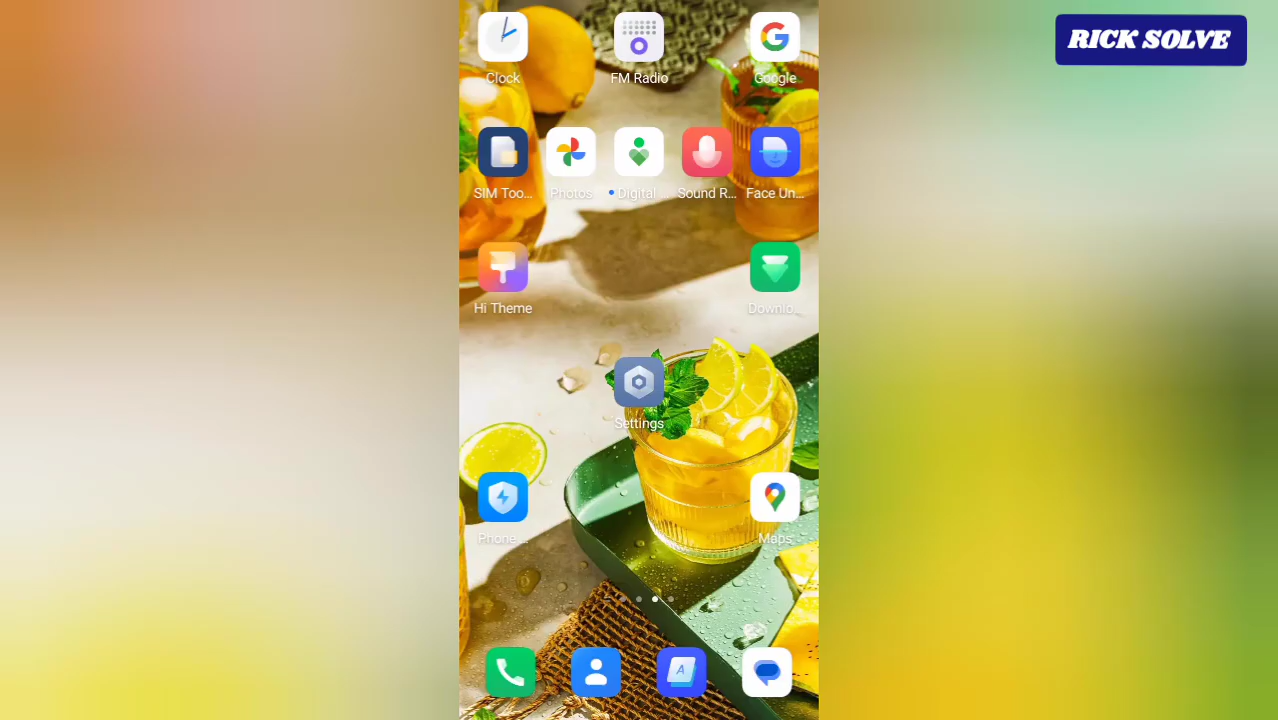 RICK SOLVE
Clock
FM Radio
Google
SIM Too...
Photos
Digital ...
Sound R...
Face Un...
Hi Theme
Downlo...
Settings
Phone ...
Maps
A